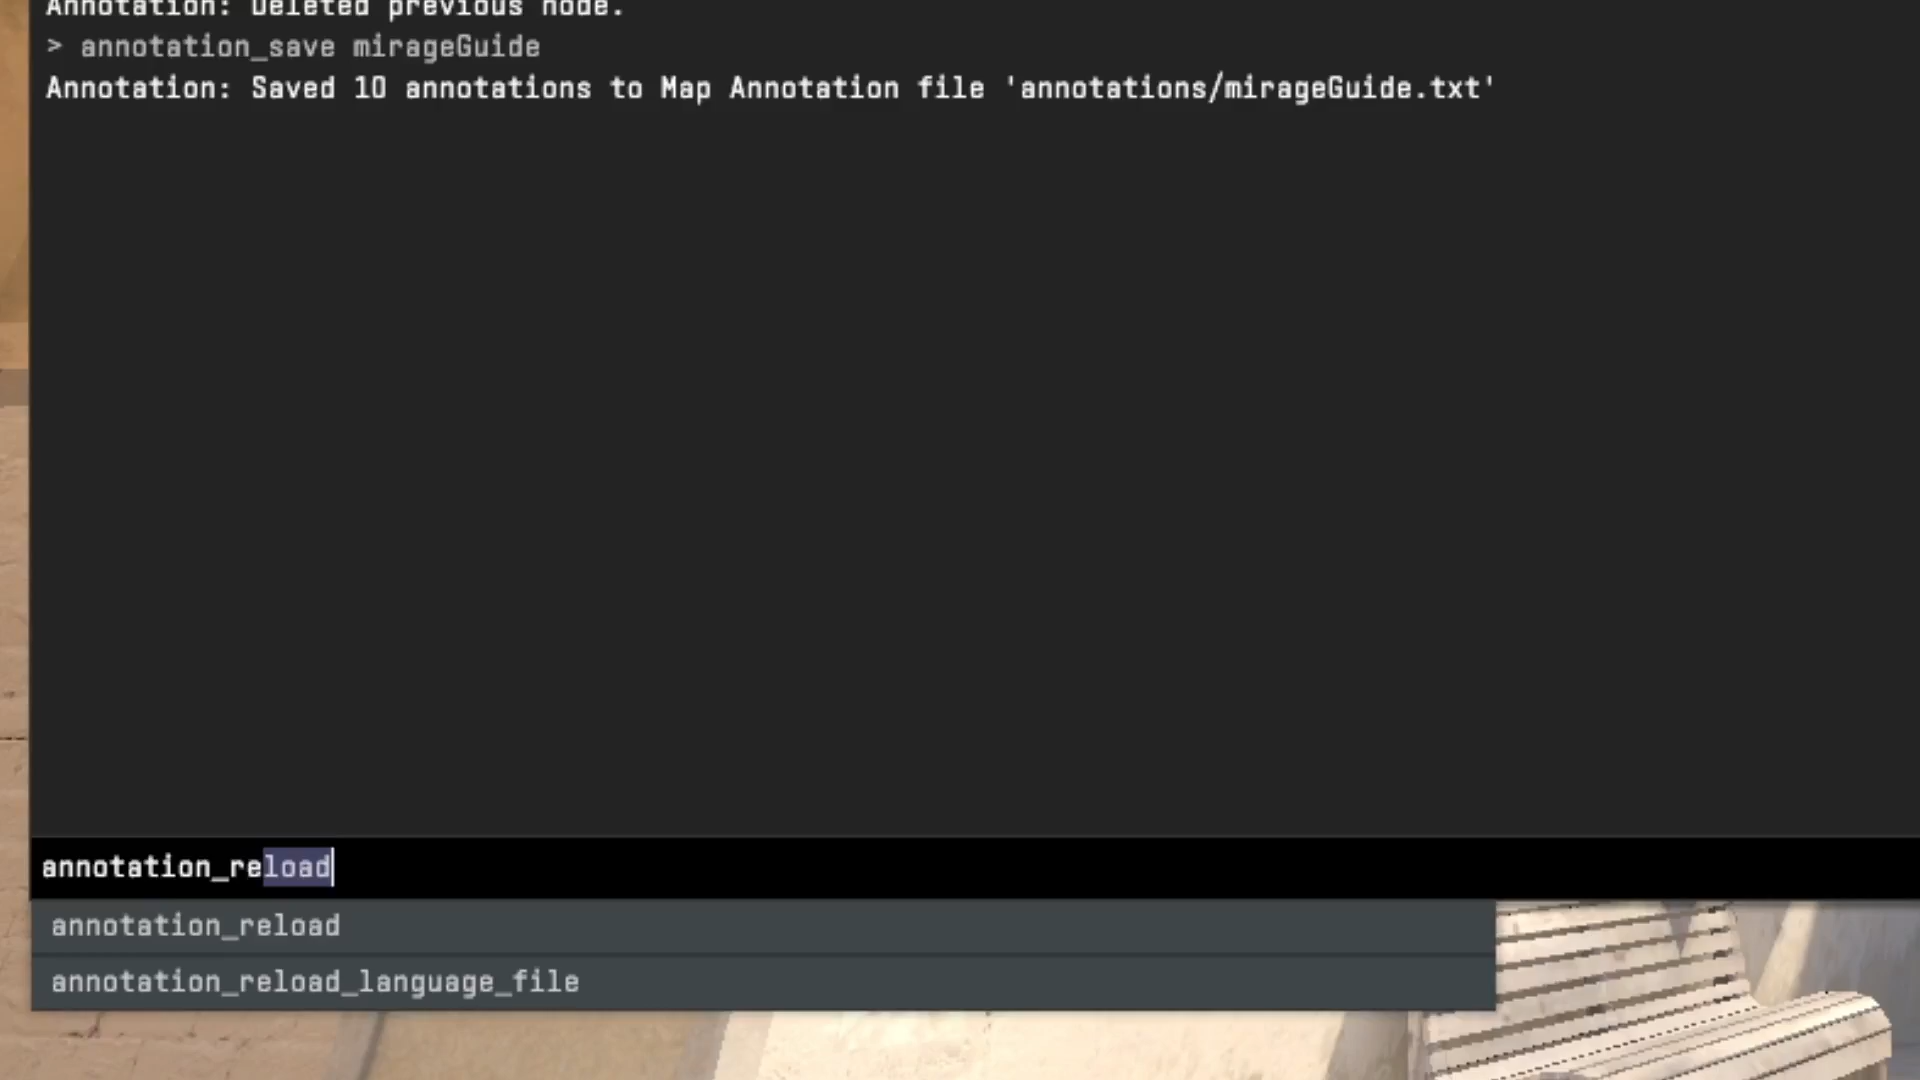 Annotation: Deleted previous node.
> annotation_save mirageGuide
Annotation: Saved 10 annotations to Map Annotation file 'annotations/mirageGuide.txt'
annotation_reload
annotation_reload
annotation_reload_language_file